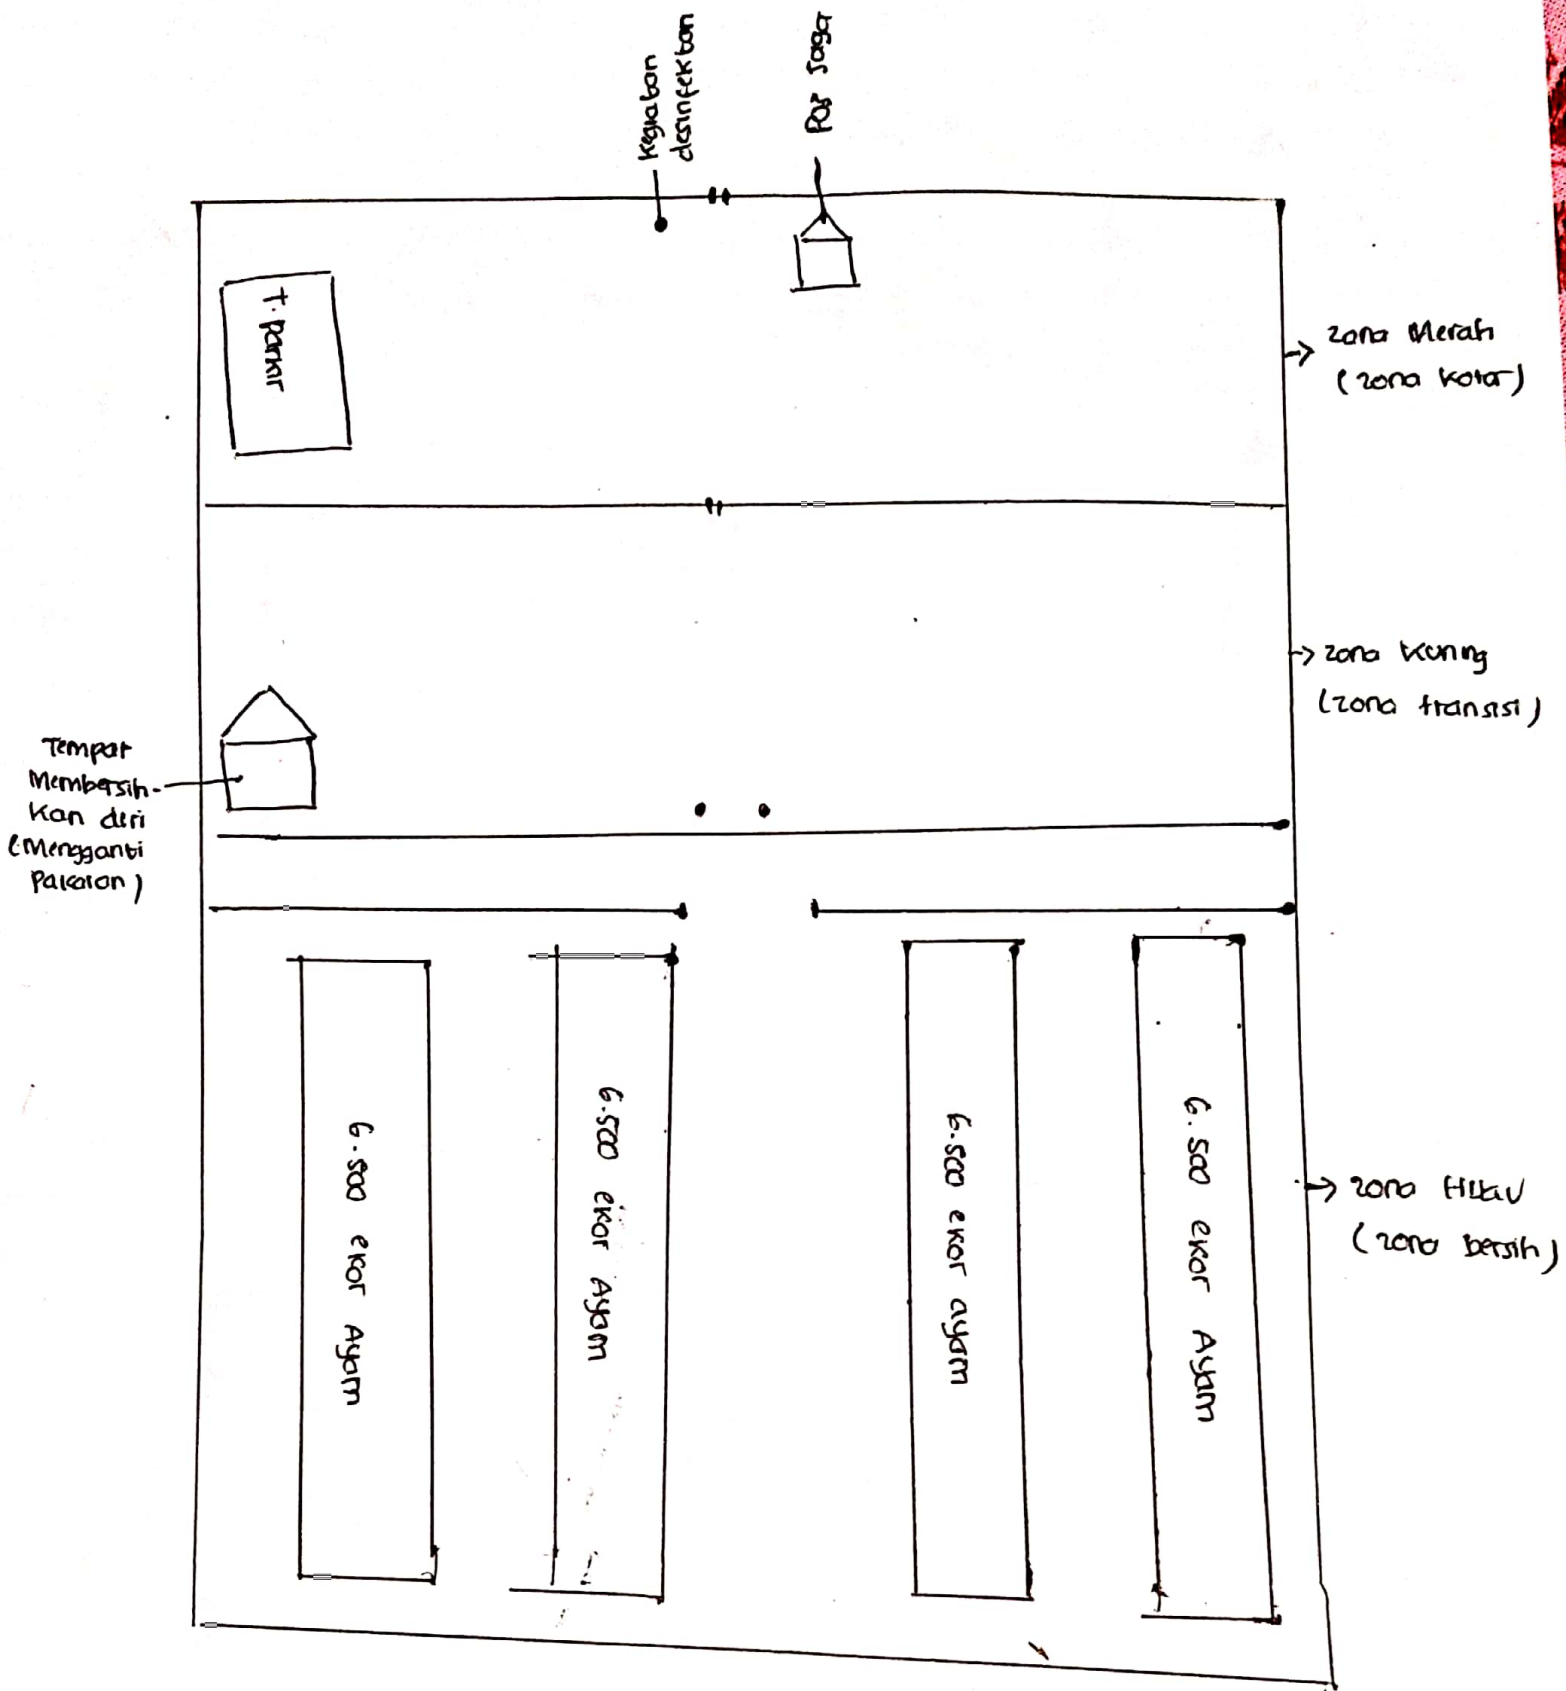 Kegiatan
desinfektan
Pos Jaga
T. parkir
zona Merah
(zona Kotor)
zona Kuning
(zona transisi)
Tempat
Membersih-
kan diri
(Mengganti
Pakaian)
6.500 ekor Ayam
6.500 ekor Ayam
6.500 ekor ayam
6.500 ekor Ayam
zona Hijau
(zona bersih)